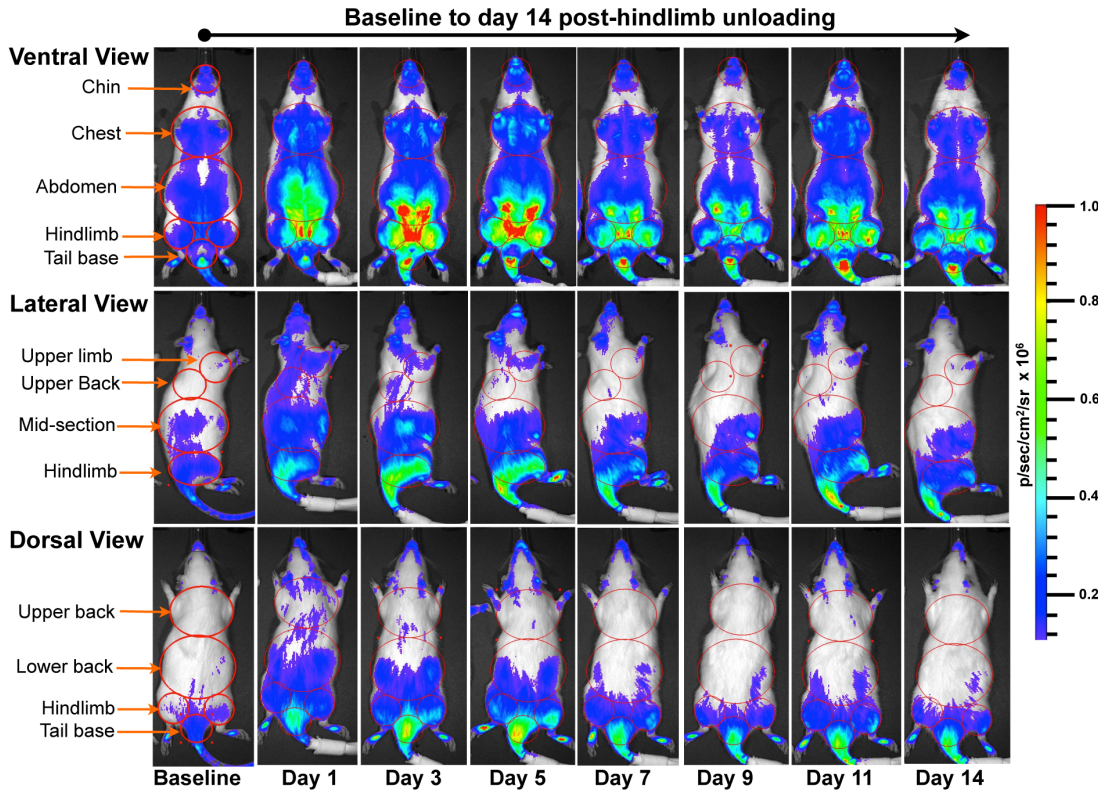 Baseline to day 14 post-hindlimb unloading
Ventral View
Chin
Chest
Abdomen
Hindlimb
Tail base
Lateral View
Upper limb
Upper Back
Mid-section
Hindlimb
Dorsal View
Upper back
Lower back
Hindlimb
Tail base
Baseline Day 1 Day 3 Day 5 Day 7 Day 9 Day 11 Day 14
1.0
0.8
0.6
0.4
0.2
p/sec/cm²/sr x 10⁶